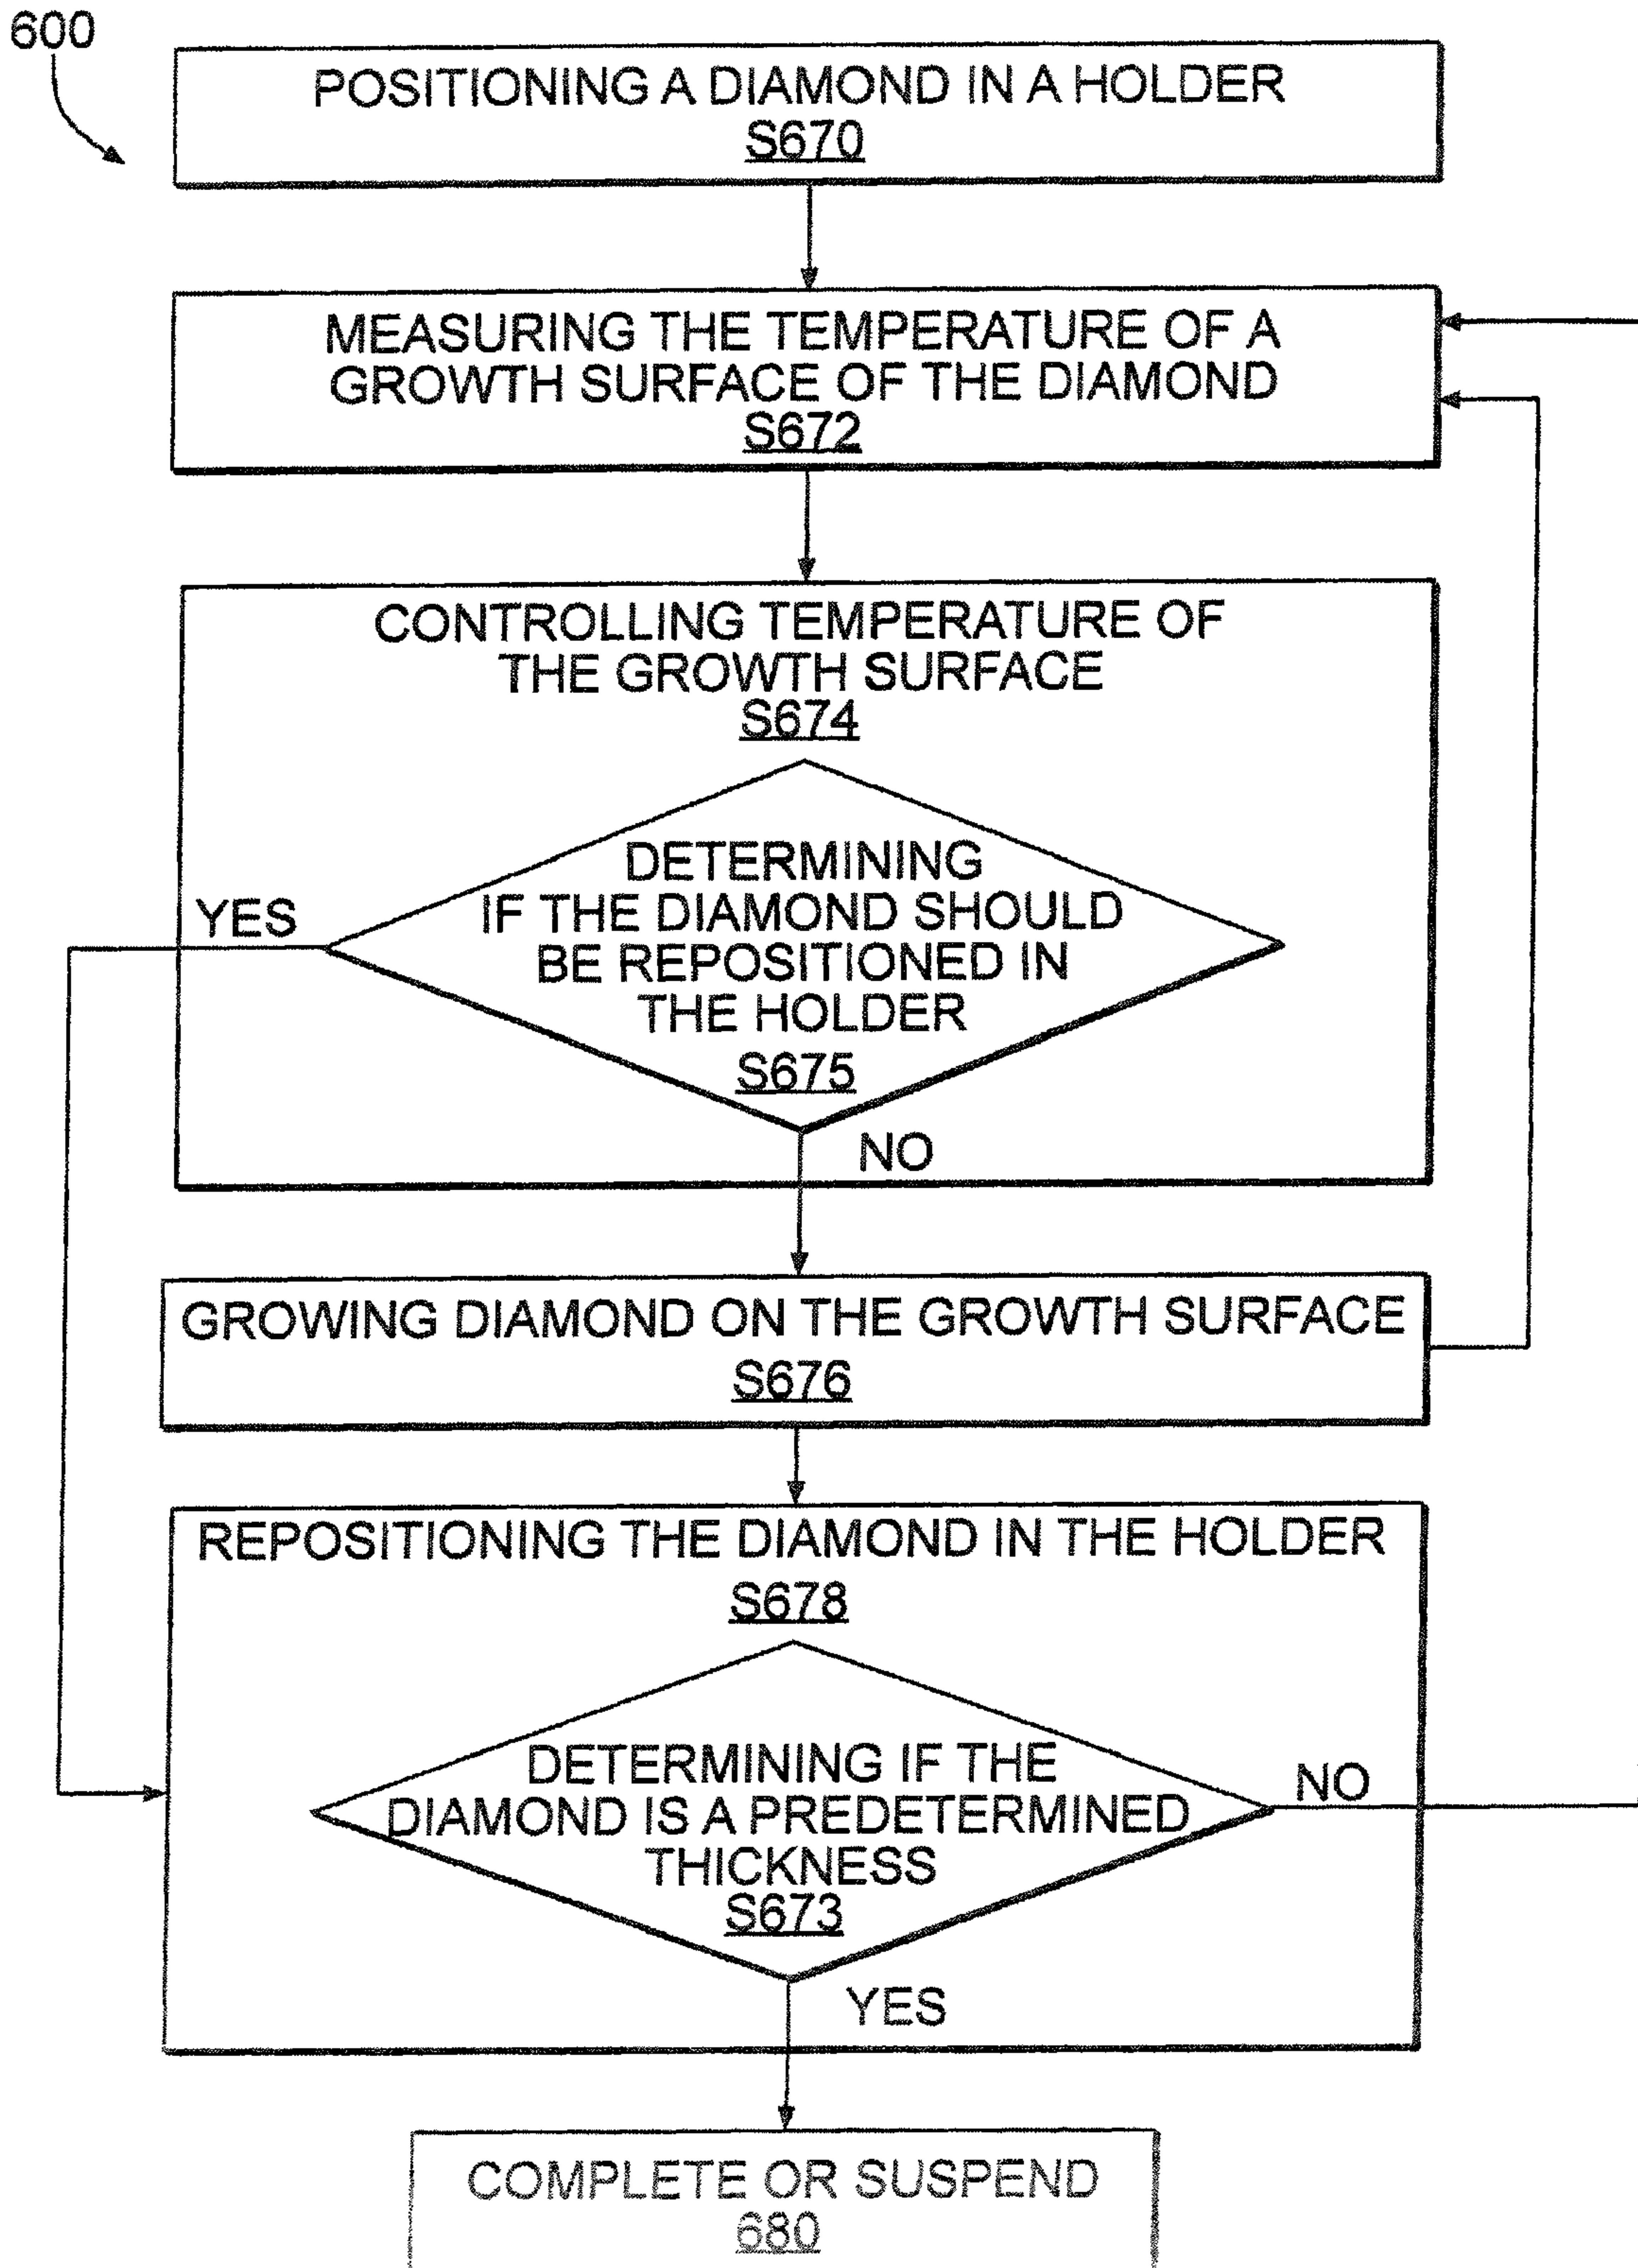 600
POSITIONING A DIAMOND IN A HOLDER
S670
MEASURING THE TEMPERATURE OF A
GROWTH SURFACE OF THE DIAMOND
S672
CONTROLLING TEMPERATURE OF
THE GROWTH SURFACE
S674
DETERMINING
IF THE DIAMOND SHOULD
BE REPOSITIONED IN
THE HOLDER
S675
YES
NO
GROWING DIAMOND ON THE GROWTH SURFACE
S676
REPOSITIONING THE DIAMOND IN THE HOLDER
S678
DETERMINING IF THE
DIAMOND IS A PREDETERMINED
THICKNESS
S673
NO
YES
COMPLETE OR SUSPEND
680